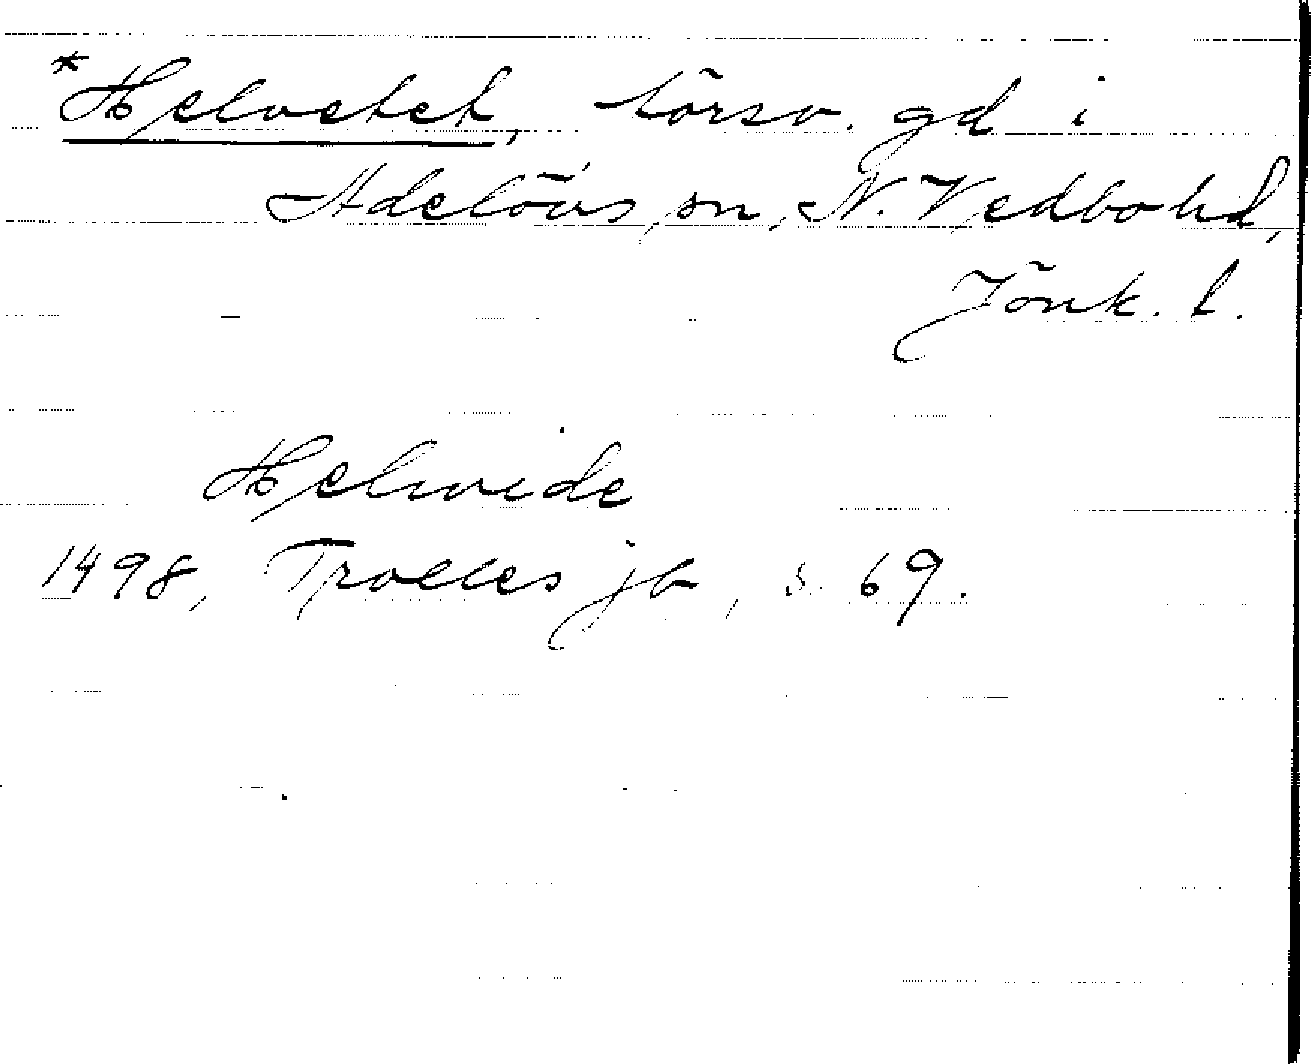 *Helvetet, försv. gd i
Adelövs sn, N. Vedbo hd,
Jönk. l.
Helwide
1498, Trolles jb, s. 69.